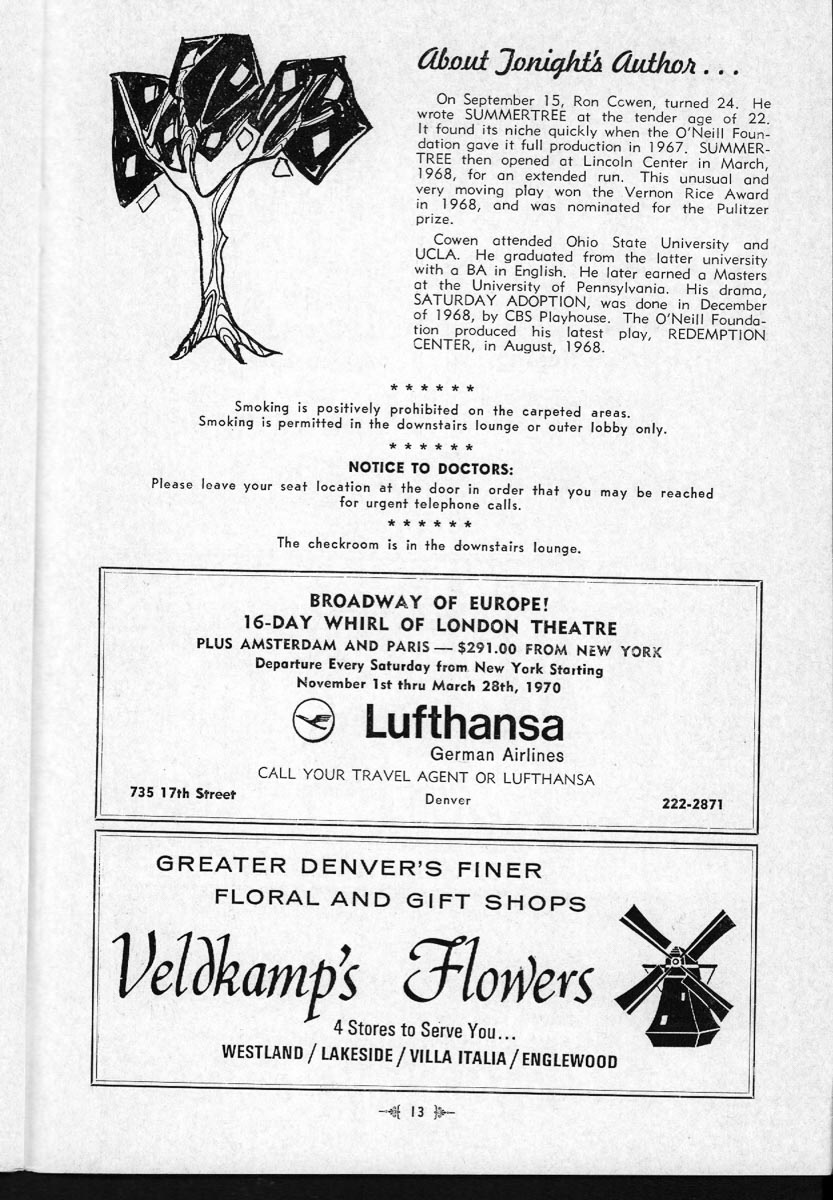 About Tonight's Author . . .
On September 15, Ron Ccwen, turned 24. He
wrote SUMMERTREE at the tender age of 22.
It found its niche quickly when the O'Neill Foun-
dation gave it full production in 1967. SUMMER-
TREE then opened at Lincoln Center in March,
1968, for an extended run. This unusual and
very moving play won the Vernon Rice Award
in 1968, and was nominated for the Pulitzer
prize.
Cowen attended Ohio State University and
UCLA. He graduated from the latter university
with a BA in English. He later earned a Masters
at the University of Pennsylvania. His drama,
SATURDAY ADOPTION, was done in December
of 1968, by CBS Playhouse. The O'Neill Founda-
tion produced his latest play, REDEMPTION
CENTER, in August, 1968.
* * * * * *
Smoking is positively prohibited on the carpeted areas.
Smoking is permitted in the downstairs lounge or outer lobby only.
* * * * * *
NOTICE TO DOCTORS:
Please leave your seat location at the door in order that you may be reached
for urgent telephone calls.
* * * * * *
The checkroom is in the downstairs lounge.
BROADWAY OF EUROPE!
16-DAY WHIRL OF LONDON THEATRE
PLUS AMSTERDAM AND PARIS — $291.00 FROM NEW YORK
Departure Every Saturday from New York Starting
November 1st thru March 28th, 1970
Lufthansa
German Airlines
CALL YOUR TRAVEL AGENT OR LUFTHANSA
735 17th Street Denver 222-2871
GREATER DENVER'S FINER
FLORAL AND GIFT SHOPS
Veldkamp's Flowers
4 Stores to Serve You...
WESTLAND / LAKESIDE / VILLA ITALIA / ENGLEWOOD
13